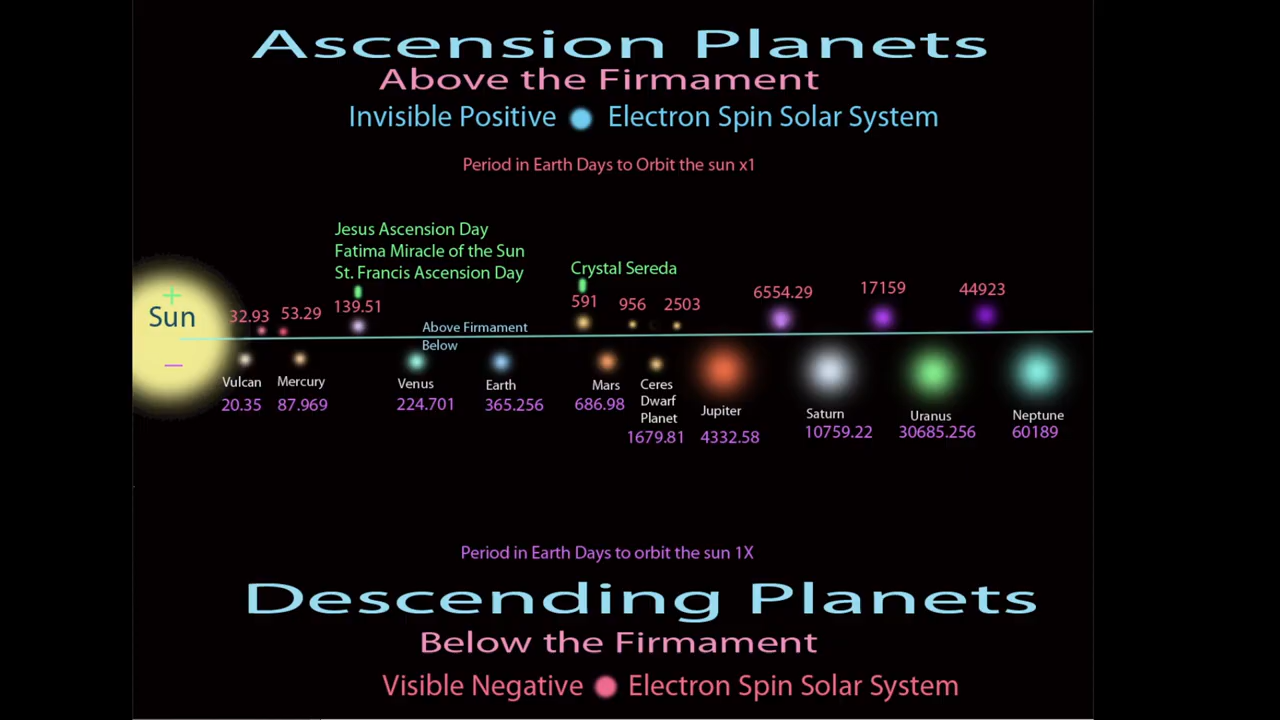 Ascension Planets
Above the Firmament
Invisible Positive Electron Spin Solar System
Period in Earth Days to Orbit the sun x1
Jesus Ascension Day
Fatima Miracle of the Sun
St. Francis Ascension Day
Crystal Sereda
32.93 53.29 139.51 591 956 2503 6554.29 17159 44923
+
Sun
–
Above Firmament
Below
Vulcan Mercury Venus Earth Mars Ceres Dwarf Planet Jupiter Saturn Uranus Neptune
20.35 87.969 224.701 365.256 686.98 1679.81 4332.58 10759.22 30685.256 60189
Period in Earth Days to orbit the sun 1X
Descending Planets
Below the Firmament
Visible Negative Electron Spin Solar System